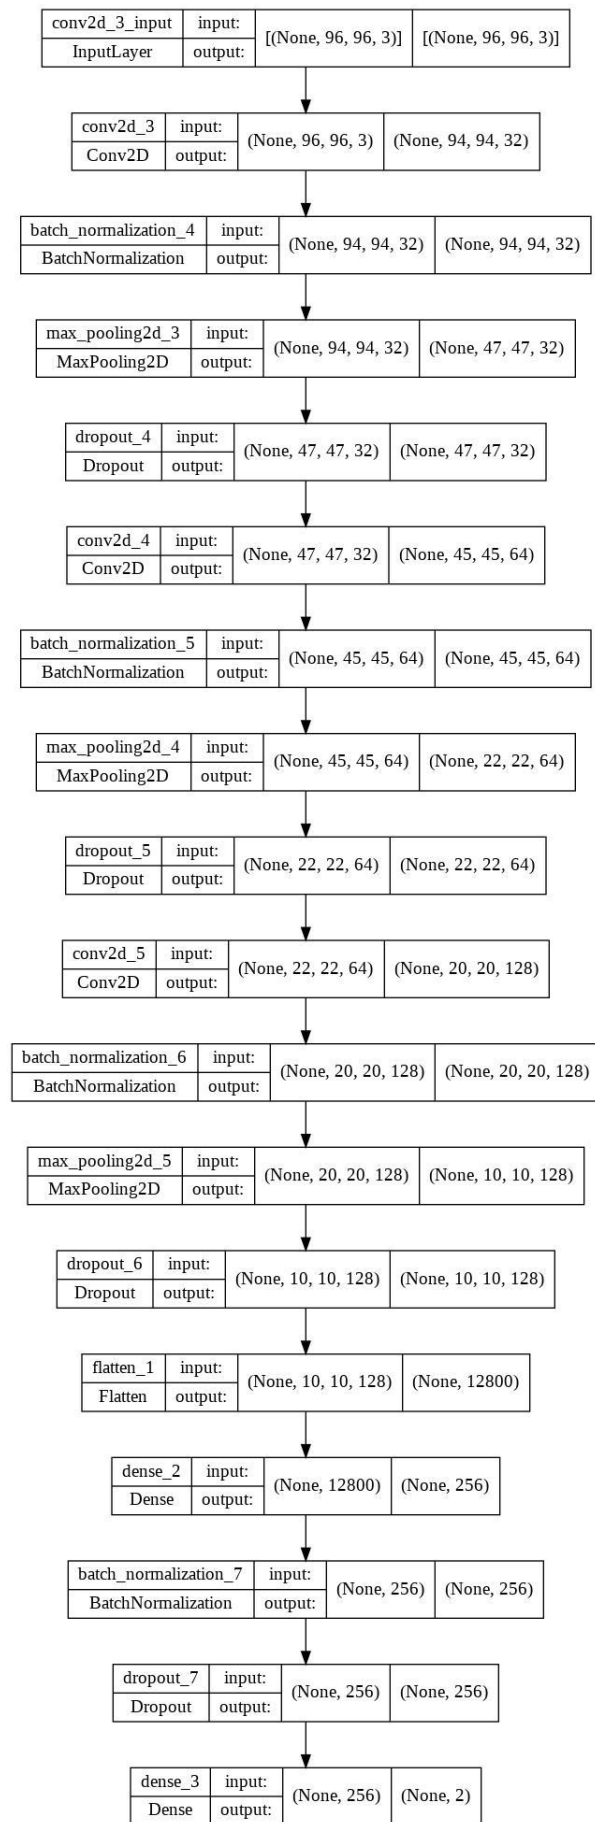 conv2d_3_input input: [(None, 96, 96, 3)] [(None, 96, 96, 3)]
InputLayer output:
conv2d_3 input: (None, 96, 96, 3) (None, 94, 94, 32)
Conv2D output:
batch_normalization_4 input: (None, 94, 94, 32) (None, 94, 94, 32)
BatchNormalization output:
max_pooling2d_3 input: (None, 94, 94, 32) (None, 47, 47, 32)
MaxPooling2D output:
dropout_4 input: (None, 47, 47, 32) (None, 47, 47, 32)
Dropout output:
conv2d_4 input: (None, 47, 47, 32) (None, 45, 45, 64)
Conv2D output:
batch_normalization_5 input: (None, 45, 45, 64) (None, 45, 45, 64)
BatchNormalization output:
max_pooling2d_4 input: (None, 45, 45, 64) (None, 22, 22, 64)
MaxPooling2D output:
dropout_5 input: (None, 22, 22, 64) (None, 22, 22, 64)
Dropout output:
conv2d_5 input: (None, 22, 22, 64) (None, 20, 20, 128)
Conv2D output:
batch_normalization_6 input: (None, 20, 20, 128) (None, 20, 20, 128)
BatchNormalization output:
max_pooling2d_5 input: (None, 20, 20, 128) (None, 10, 10, 128)
MaxPooling2D output:
dropout_6 input: (None, 10, 10, 128) (None, 10, 10, 128)
Dropout output:
flatten_1 input: (None, 10, 10, 128) (None, 12800)
Flatten output:
dense_2 input: (None, 12800) (None, 256)
Dense output:
batch_normalization_7 input: (None, 256) (None, 256)
BatchNormalization output:
dropout_7 input: (None, 256) (None, 256)
Dropout output:
dense_3 input: (None, 256) (None, 2)
Dense output: